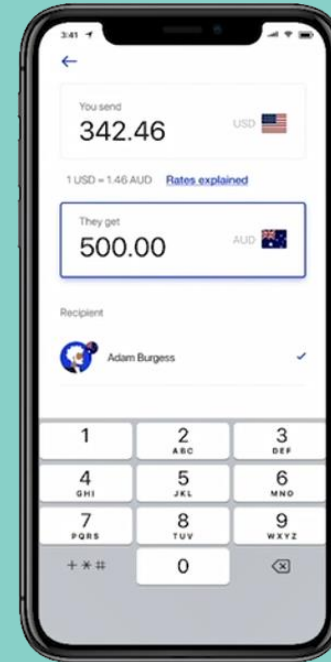 3:41
You send
342.46
USD
1 USD = 1.46 AUD Rates explained
They get
500.00
AUD
Recipient
Adam Burgess
1
2
ABC
3
DEF
4
GHI
5
JKL
6
MNO
7
PQRS
8
TUV
9
WXYZ
+ * #
0